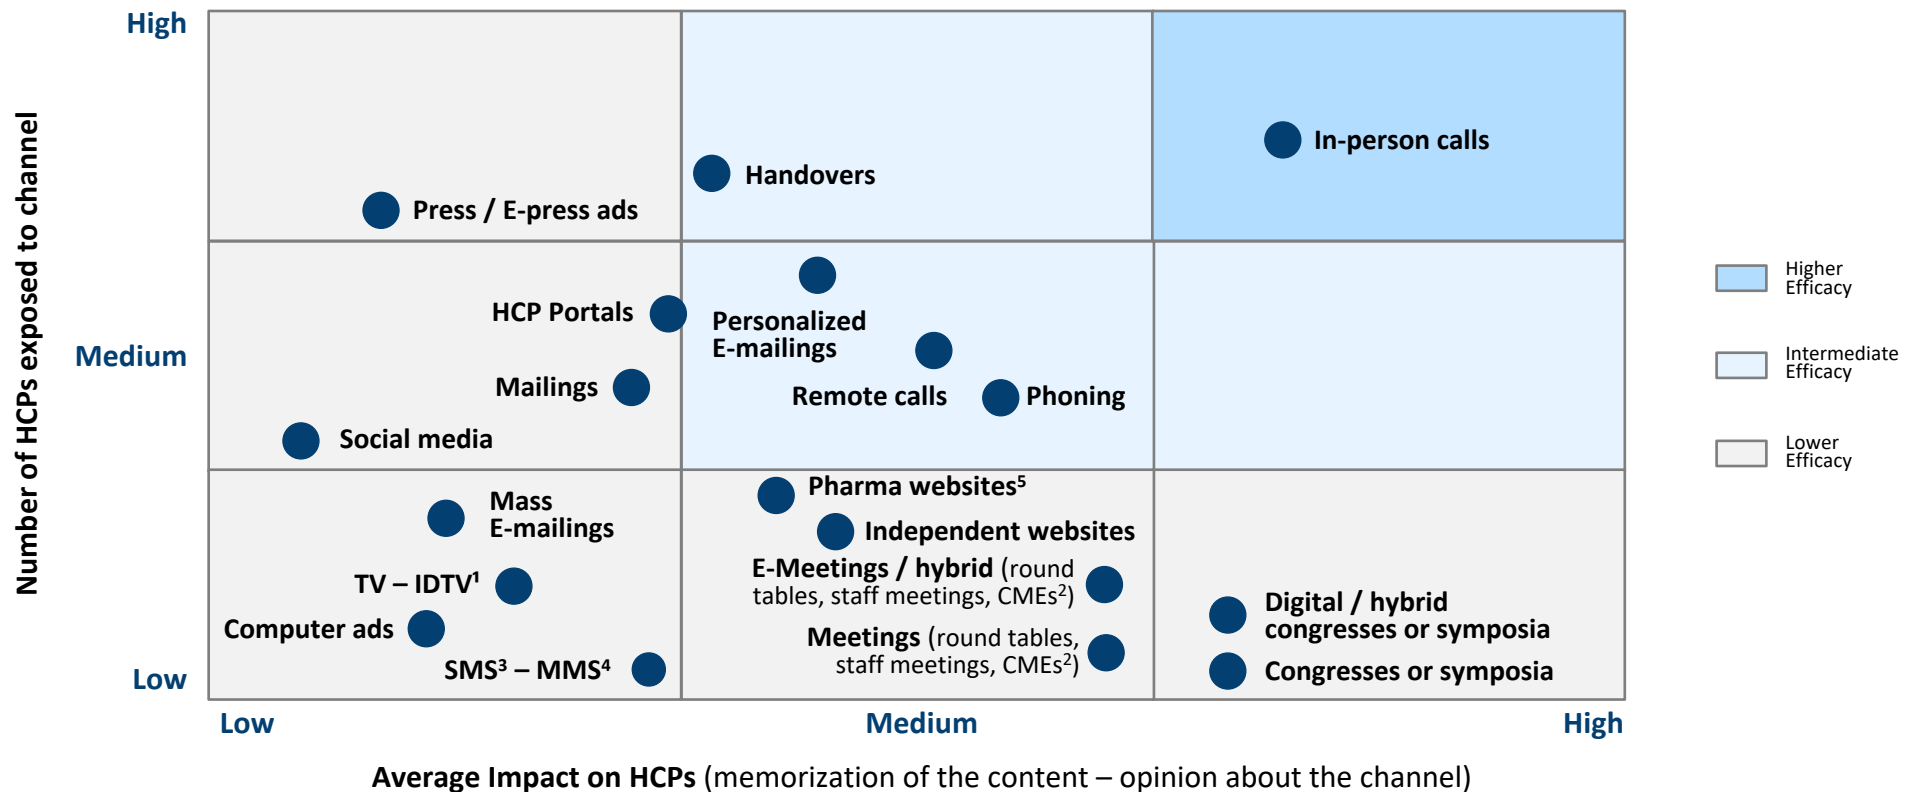 High
Number of HCPs exposed to channel
In-person calls
Handovers
Press / E-press ads
Higher
Efficacy
HCP Portals
Personalized
E-mailings
Medium
Intermediate
Efficacy
Mailings
Remote calls
Phoning
Social media
Lower
Efficacy
Pharma websites⁵
Mass
E-mailings
Independent websites
E-Meetings / hybrid (round
tables, staff meetings, CMEs²)
TV – IDTV¹
Digital / hybrid
congresses or symposia
Computer ads
Meetings (round tables,
staff meetings, CMEs²)
SMS³ – MMS⁴
Congresses or symposia
Low
Low
Medium
High
Average Impact on HCPs (memorization of the content – opinion about the channel)